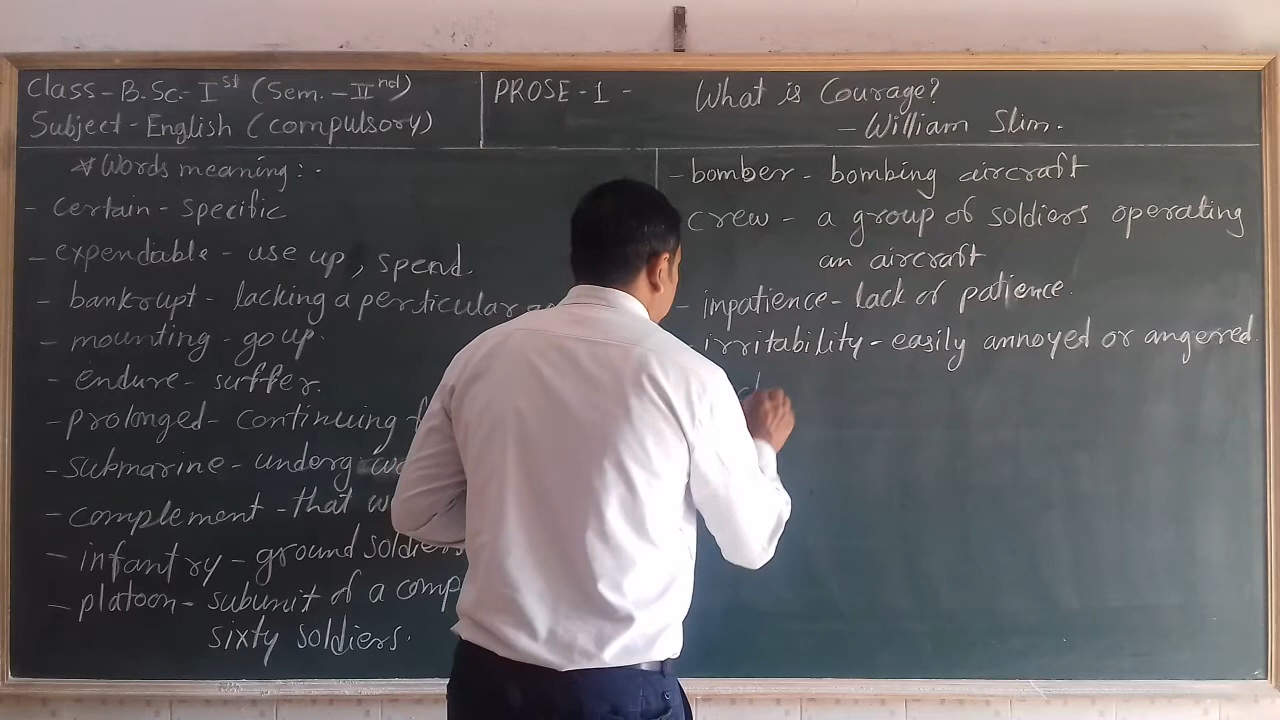 Class - B.Sc.- Ist (Sem. - IInd)
Subject - English (compulsory)
PROSE - 1 - What is Courage?
- William Slim.
* Words meaning : -
- certain - specific
- expendable - use up, spend.
- bankrupt - lacking a perticular
- mounting - go up.
- endure - suffer.
- prolonged - continuing
- submarine - underg
- complement - that
- infantry - ground soldiers
- platoon - subunit of a
sixty soldiers.
- bomber - bombing aircraft
crew - a group of soldiers operating
an aircraft
- impatience - lack of patience.
- irritability - easily annoyed or angered.